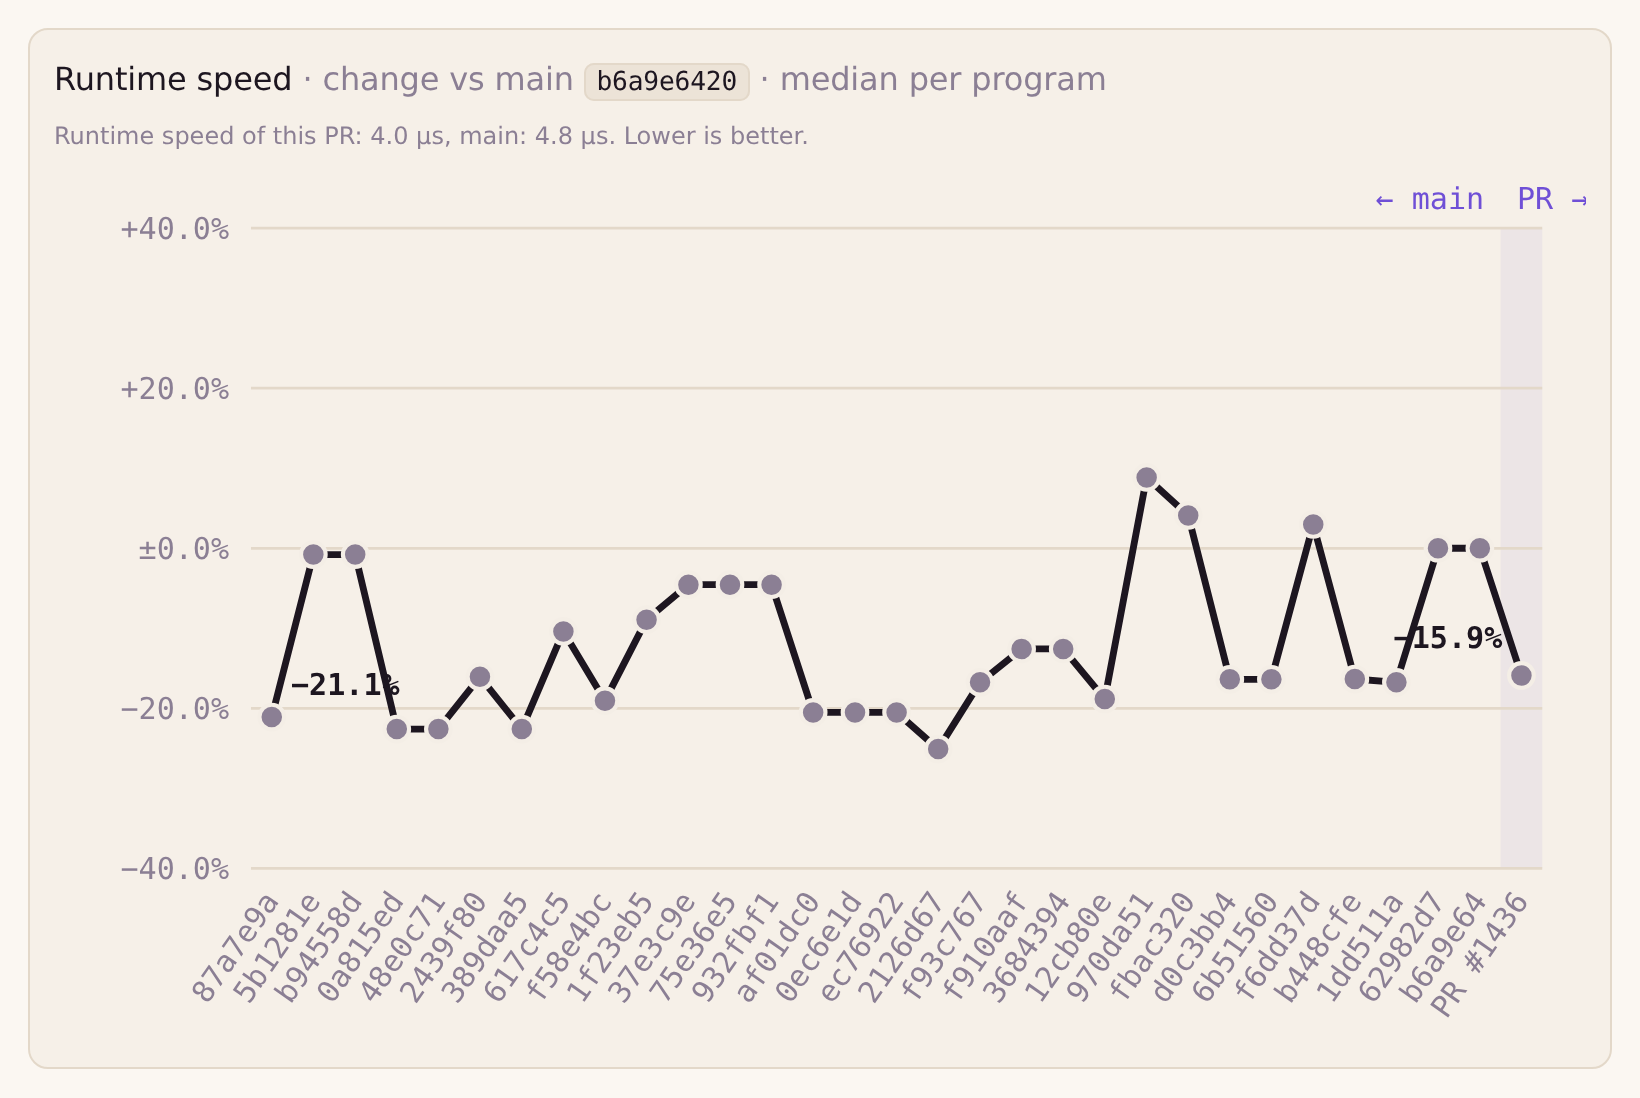 Runtime speed · change vs main b6a9e6420 · median per program
Runtime speed of this PR: 4.0 µs, main: 4.8 µs. Lower is better.
← main PR →
+40.0%
+20.0%
±0.0%
−20.0%
−40.0%
−21.1%
−15.9%
87a7e9a
5b1281e
b94558d
0a815ed
48e0c71
2439f80
389daa5
617c4c5
f58e4bc
1f23eb5
37e3c9e
75e36e5
932fbf1
af01dc0
0ec6e1d
ec76922
2126d67
f93c767
f910aaf
3684394
12cb80e
970da51
fbac320
d0c3bb4
6b51560
f6dd37d
b448cfe
1dd511a
62982d7
b6a9e64
PR #1436